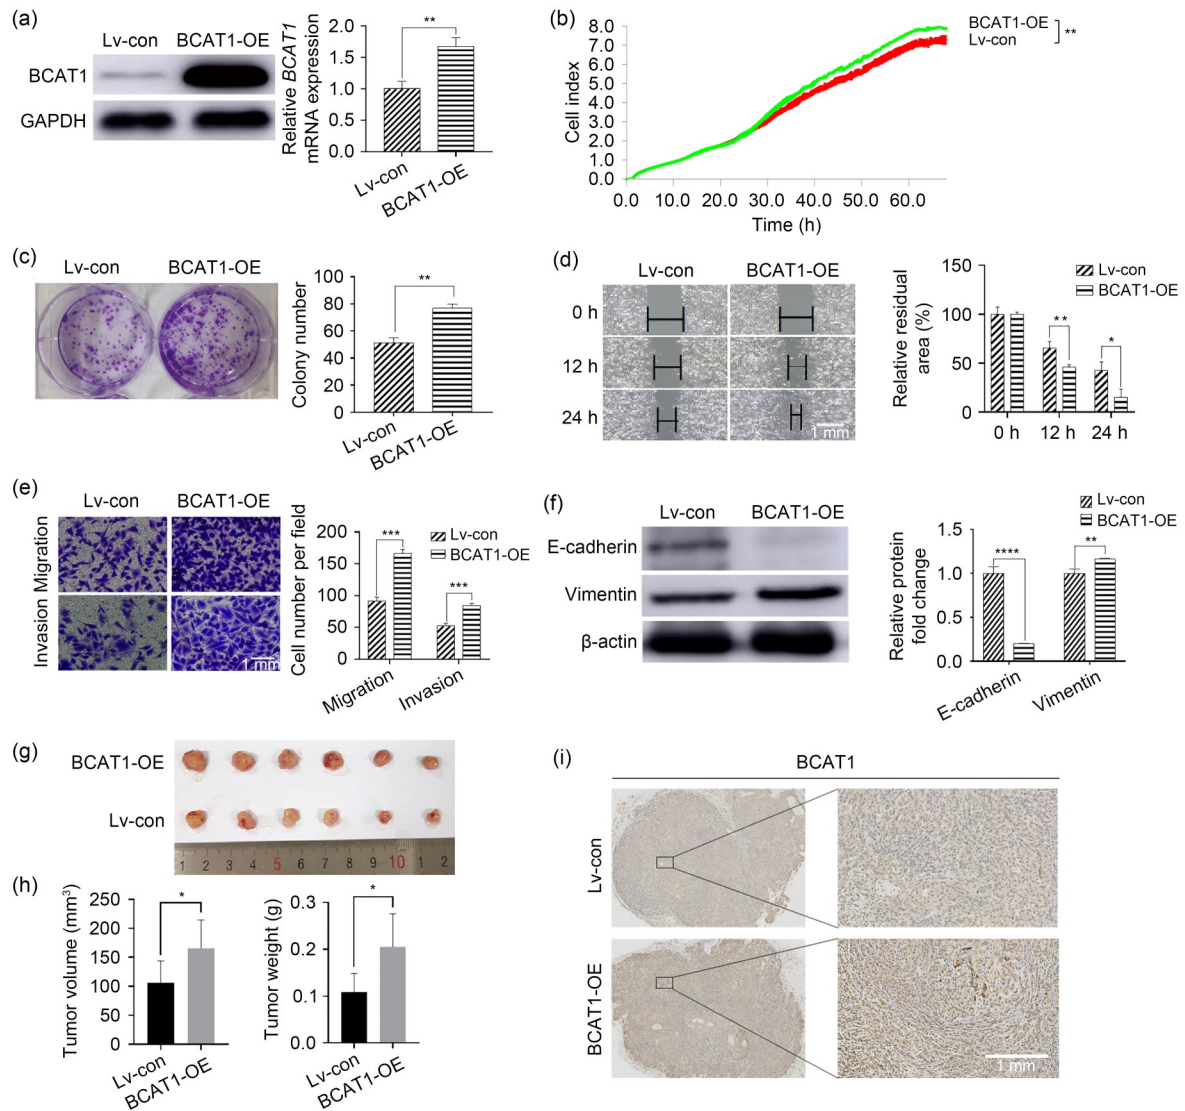 (a)
Lv-con BCAT1-OE
BCAT1
GAPDH
Relative BCAT1
mRNA expression
**
2.0
1.5
1.0
0.5
0.0
Lv-con
BCAT1-OE
(b)
Cell index
8.0
7.0
6.0
5.0
4.0
3.0
2.0
1.0
0.0
0.0 10.0 20.0 30.0 40.0 50.0 60.0
Time (h)
BCAT1-OE
Lv-con
**
(c)
Lv-con BCAT1-OE
Colony number
100
80
60
40
20
0
**
Lv-con
BCAT1-OE
(d)
Lv-con BCAT1-OE
0 h
12 h
24 h
1 mm
Relative residual
area (%)
150
100
50
0
Lv-con
BCAT1-OE
**
*
0 h 12 h 24 h
(e)
Lv-con BCAT1-OE
Migration
Invasion
1 mm
Cell number per field
200
150
100
50
0
Lv-con
BCAT1-OE
***
***
Migration
Invasion
(f)
Lv-con BCAT1-OE
E-cadherin
Vimentin
β-actin
Relative protein
fold change
1.5
1.0
0.5
0.0
Lv-con
BCAT1-OE
****
**
E-cadherin
Vimentin
(g)
BCAT1-OE
Lv-con
1 2 3 4 5 6 7 8 9 10 1 2
(h)
Tumor volume (mm³)
250
200
150
100
50
0
*
Lv-con
BCAT1-OE
Tumor weight (g)
0.3
0.2
0.1
0.0
*
Lv-con
BCAT1-OE
(i)
BCAT1
Lv-con
BCAT1-OE
1 mm